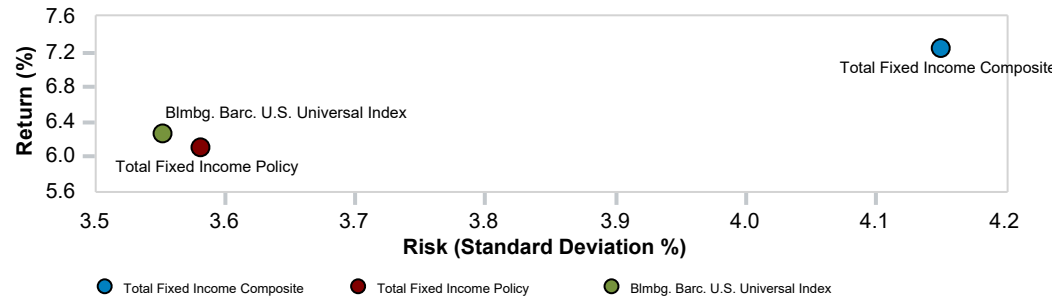 7.6
7.2
6.8
6.4
6.0
5.6
Return (%)
Total Fixed Income Composite
Blmbg. Barc. U.S. Universal Index
Total Fixed Income Policy
3.5 3.6 3.7 3.8 3.9 4.0 4.1 4.2
Risk (Standard Deviation %)
Total Fixed Income Composite Total Fixed Income Policy Blmbg. Barc. U.S. Universal Index